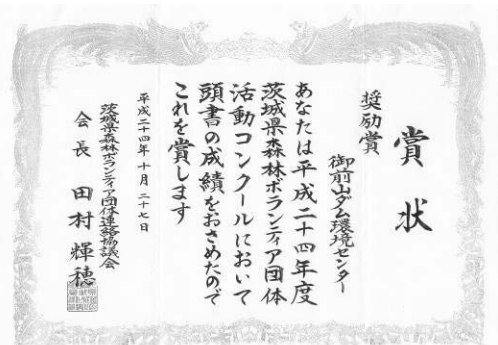 賞状
奨励賞
御前山ダム環境センター
あなたは平成二十四年度
茨城県森林ボランティア団体
活動コンクールにおいて
頭書の成績をおさめたので
これを賞します
平成二十四年十月二十七日
茨城県森林ボランティア団体連絡協議会
会長 田村輝穂